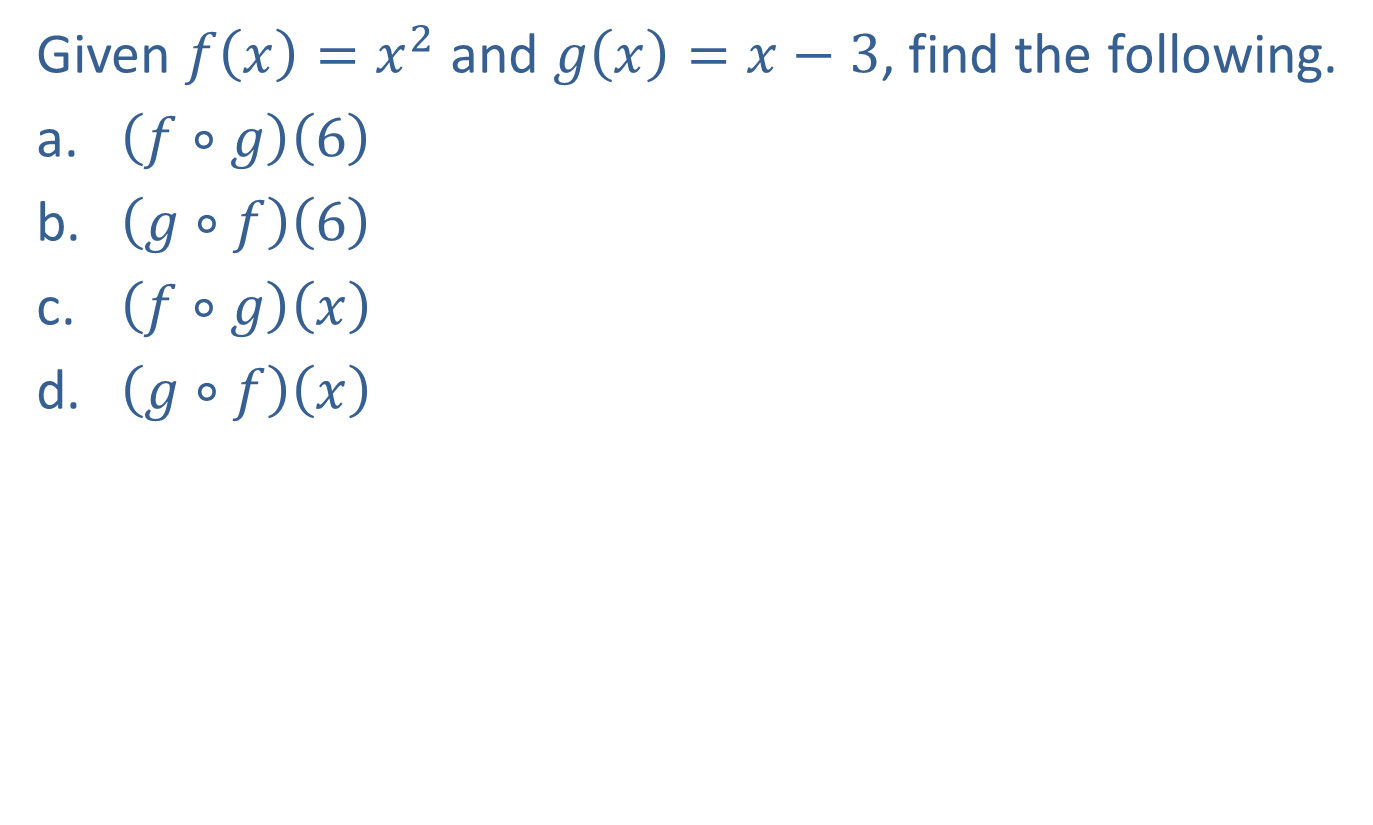 Given f(x) = x² and g(x) = x − 3, find the following.
a. (f ∘ g)(6)
b. (g ∘ f)(6)
c. (f ∘ g)(x)
d. (g ∘ f)(x)